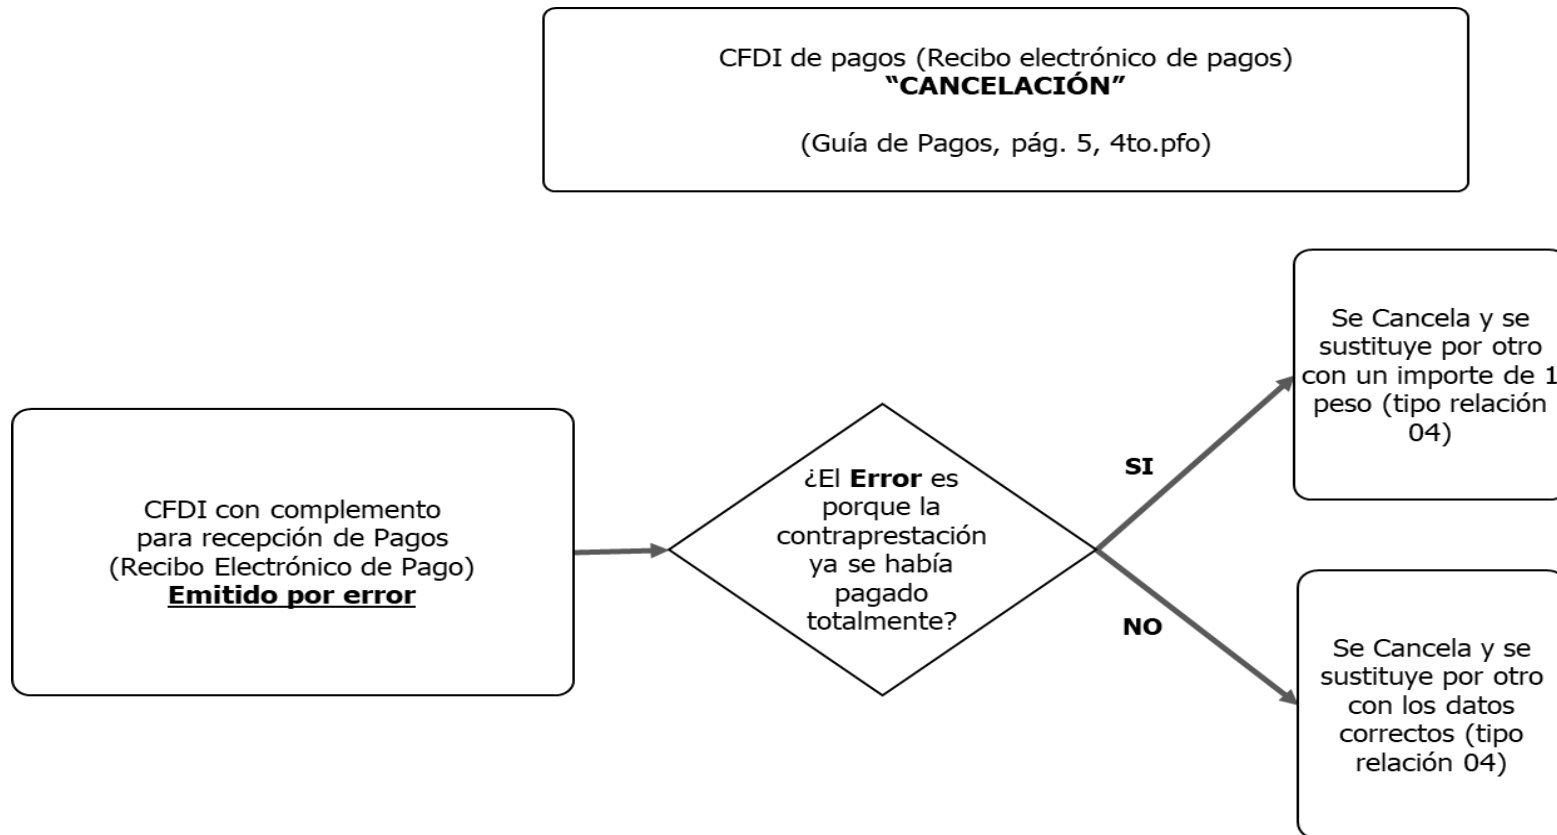 CFDI de pagos (Recibo electrónico de pagos)
“CANCELACIÓN”
(Guía de Pagos, pág. 5, 4to.pfo)
CFDI con complemento
para recepción de Pagos
(Recibo Electrónico de Pago)
Emitido por error
¿El Error es
porque la
contraprestación
ya se había
pagado
totalmente?
SI
Se Cancela y se
sustituye por otro
con un importe de 1
peso (tipo relación
04)
NO
Se Cancela y se
sustituye por otro
con los datos
correctos (tipo
relación 04)